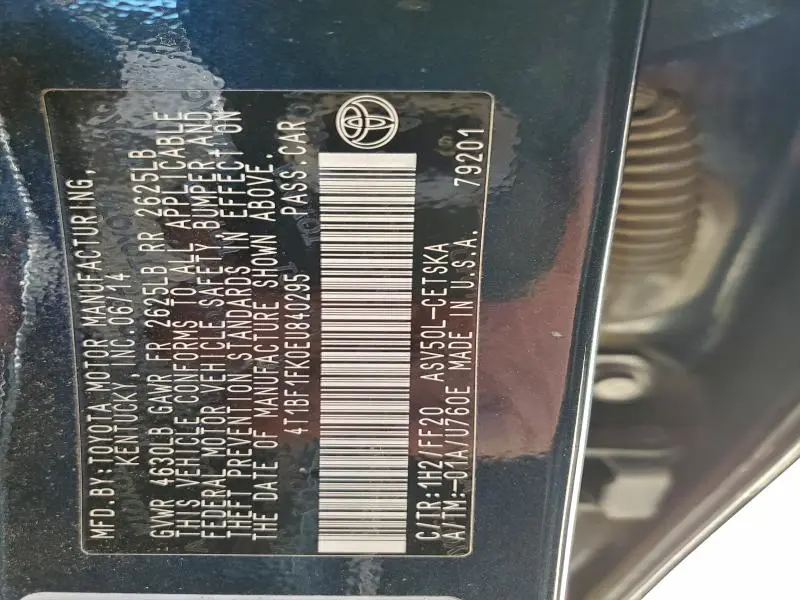 MFD.BY:TOYOTA MOTOR MANUFACTURING,
KENTUCKY, INC.06/14
GVWR 4630LB GAWR FR 2625LB RR 2625LB
THIS VEHICLE CONFORMS TO ALL APPLICABLE
FEDERAL MOTOR VEHICLE SAFETY, BUMPER AND
THEFT PREVENTION STANDARDS IN EFFECT ON
THE DATE OF MANUFACTURE SHOWN ABOVE.
4T1BF1FK0EU840295 PASS.CAR
C/TR:1H2/FF20 ASV50L-CETSKA
A/TM:-01A/U760E MADE IN U.S.A. 79201